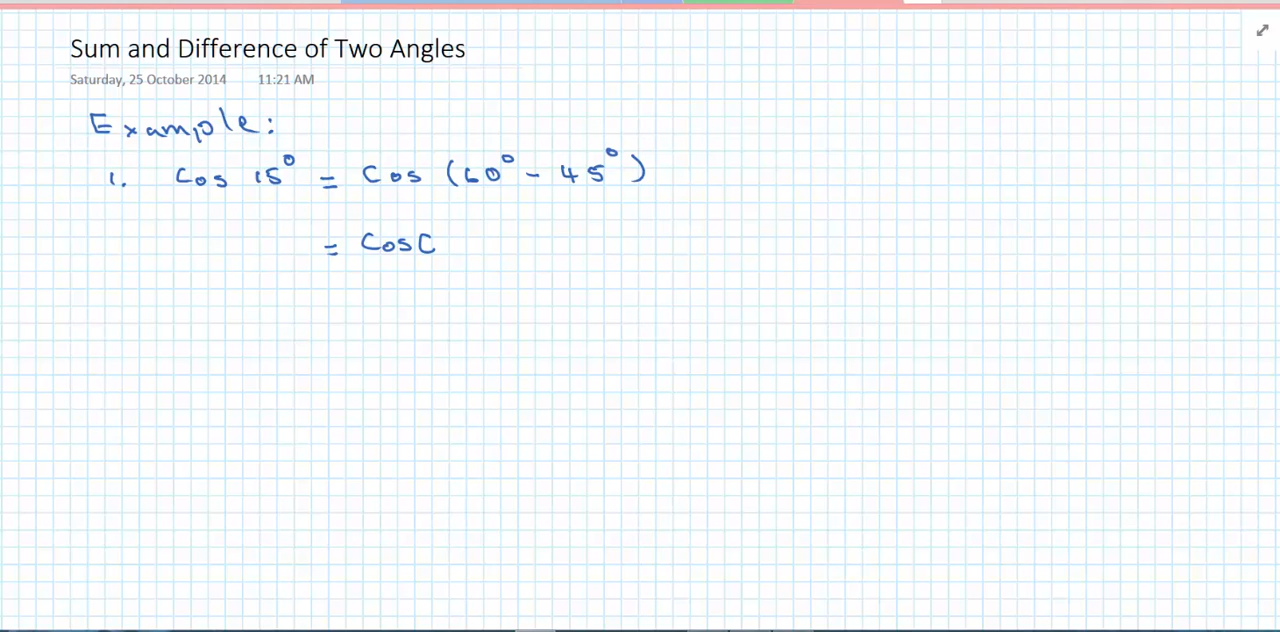 Sum and Difference of Two Angles
Saturday, 25 October 2014 11:21 AM
Example:
1. Cos 15° = Cos (60° - 45°)
= Cos C